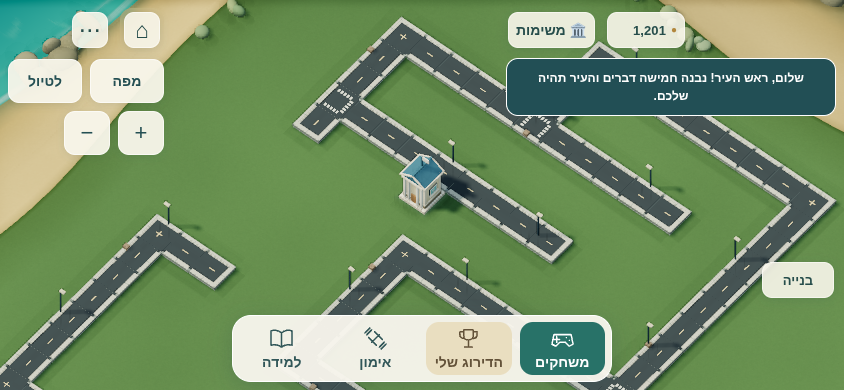 1,201
🏛️ משימות
שלום, ראש העיר! נבנה חמישה דברים והעיר תהיה
שלכם.
מפה
לטיול
+
−
בנייה
משחקים
הדירוג שלי
אימון
למידה